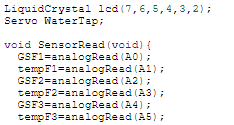 LiquidCrystal lcd(7,6,5,4,3,2);
Servo WaterTap;
void SensorRead(void){
GSF1=analogRead(A0);
tempF1=analogRead(A1);
GSF2=analogRead(A2);
tempF2=analogRead(A3);
GSF3=analogRead(A4);
tempF3=analogRead(A5);